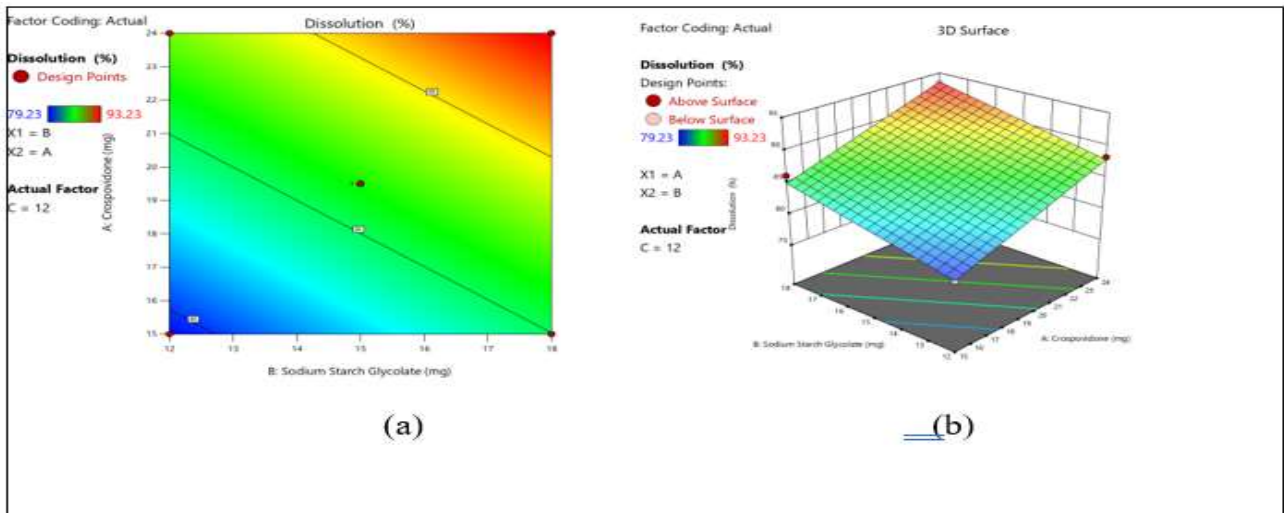 Factor Coding: Actual
Dissolution (%)
Dissolution (%)
Design Points
79.23 93.23
X1 = B
X2 = A
Actual Factor
C = 12
A: Crospovidone (mg)
24
23
22
21
20
19
18
17
16
15
12 13 14 15 16 17 18
B: Sodium Starch Glycolate (mg)
(a)
Factor Coding: Actual
3D Surface
Dissolution (%)
Design Points:
Above Surface
Below Surface
79.23 93.23
X1 = A
X2 = B
Actual Factor
C = 12
Dissolution (%)
B: Sodium Starch Glycolate (mg)
A: Crospovidone (mg)
(b)